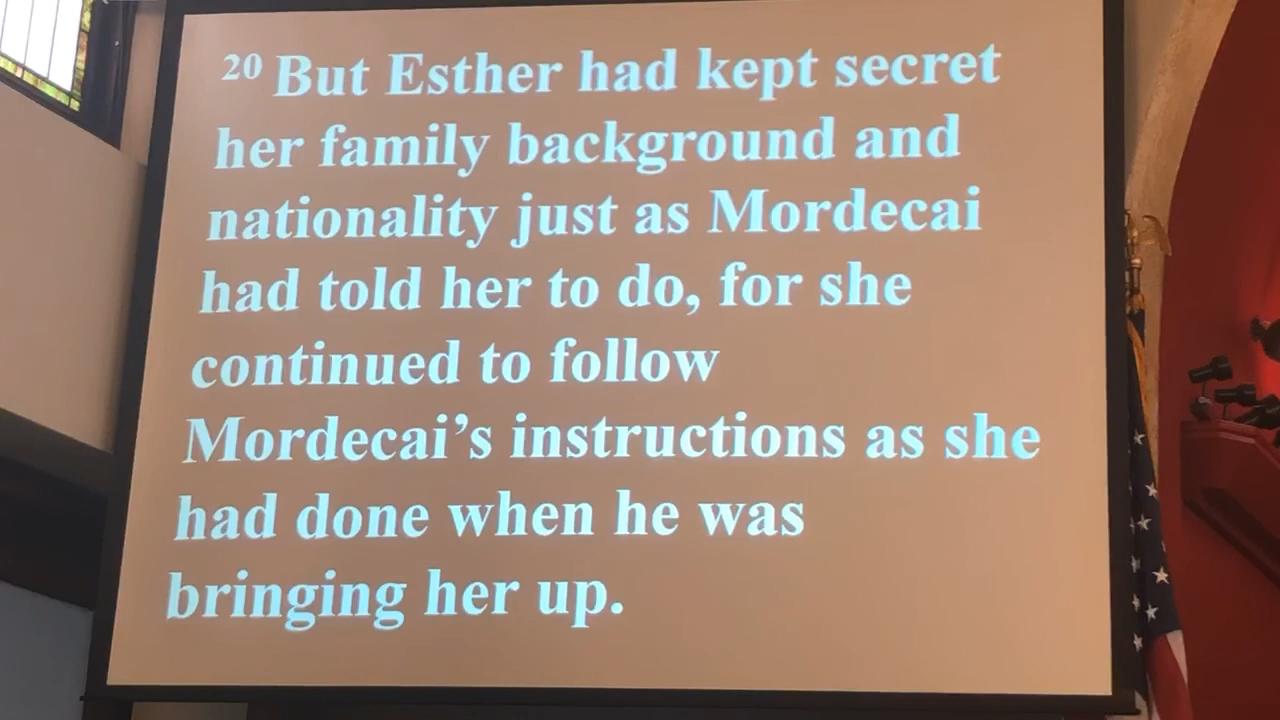 20 But Esther had kept secret
her family background and
nationality just as Mordecai
had told her to do, for she
continued to follow
Mordecai’s instructions as she
had done when he was
bringing her up.